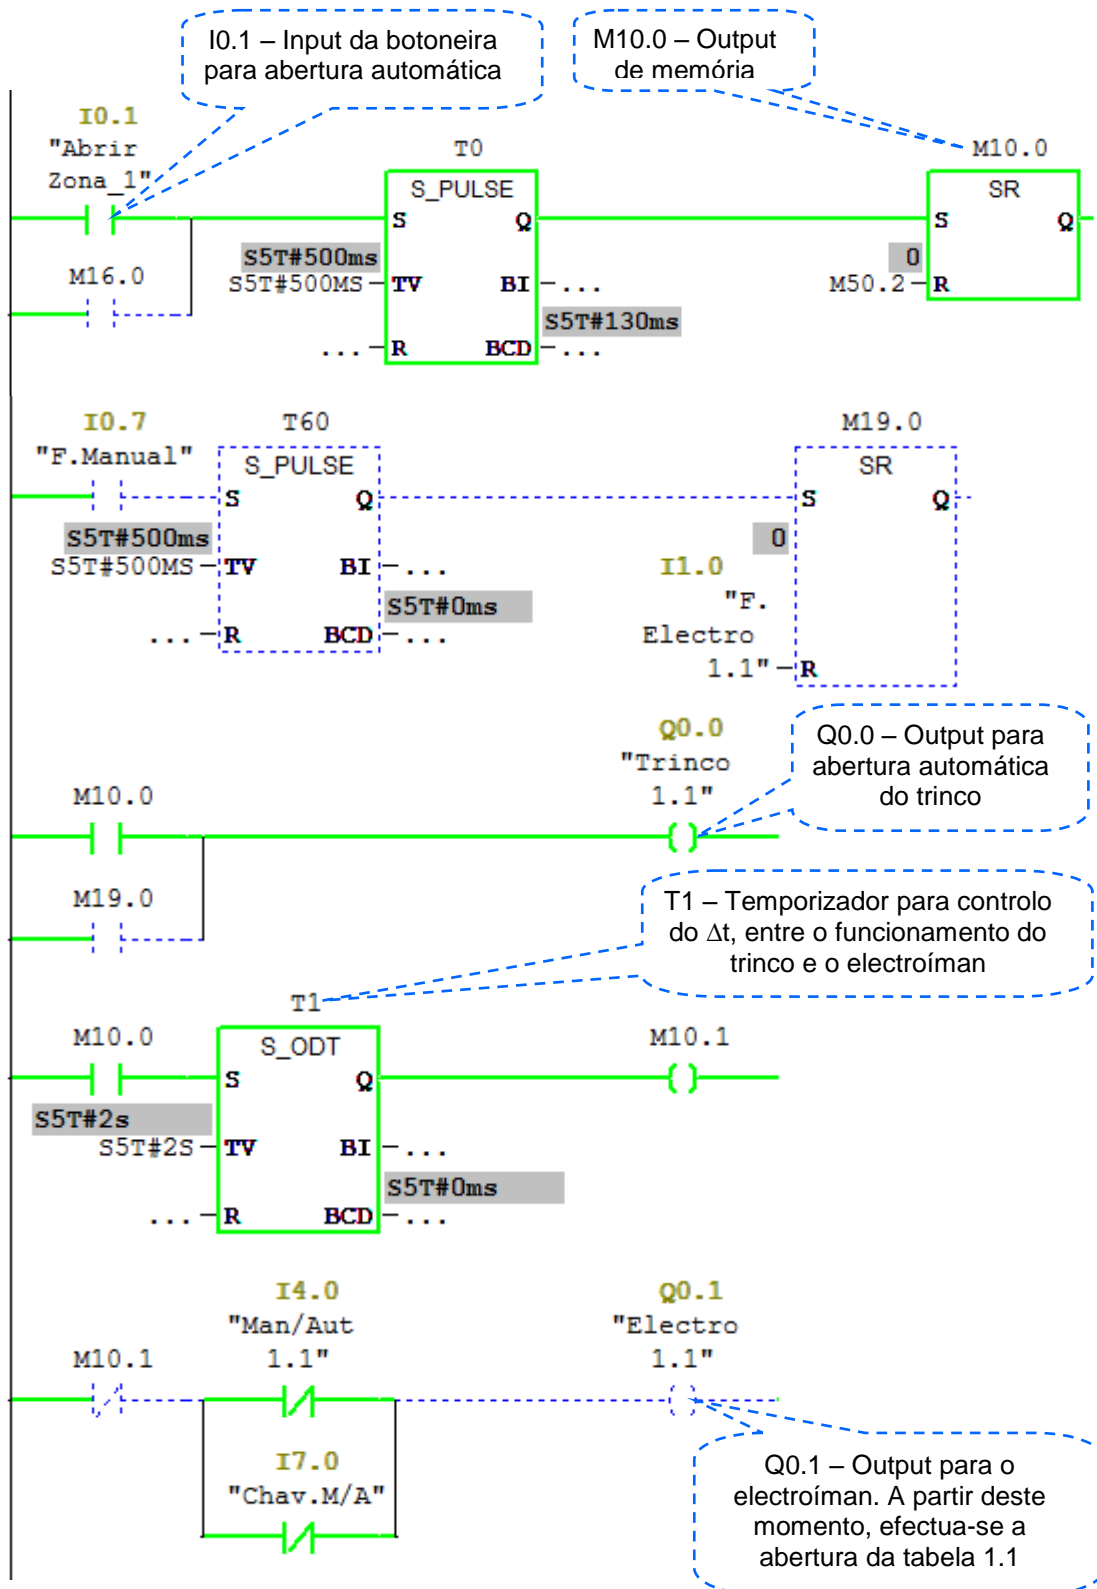 I0.1 – Input da botoneira
para abertura automática
M10.0 – Output
de memória
I0.1
"Abrir
Zona_1"
T0
M10.0
S_PULSE
SR
S
Q
S
Q
S5T#500ms
0
M16.0
S5T#500MS
TV
BI
...
M50.2
R
S5T#130ms
...
R
BCD
...
I0.7
T60
M19.0
"F.Manual"
S_PULSE
SR
S
Q
S
Q
S5T#500ms
0
S5T#500MS
TV
BI
...
I1.0
S5T#0ms
"F.
...
R
BCD
...
Electro
1.1"
R
Q0.0
"Trinco
1.1"
Q0.0 – Output para
abertura automática
do trinco
M10.0
M19.0
T1 – Temporizador para controlo
do Δt, entre o funcionamento do
trinco e o electroíman
T1
M10.0
S_ODT
M10.1
S
Q
S5T#2s
S5T#2S
TV
BI
...
S5T#0ms
...
R
BCD
...
I4.0
Q0.1
"Man/Aut
"Electro
M10.1
1.1"
1.1"
I7.0
"Chav.M/A"
Q0.1 – Output para o
electroíman. A partir deste
momento, efectua-se a
abertura da tabela 1.1